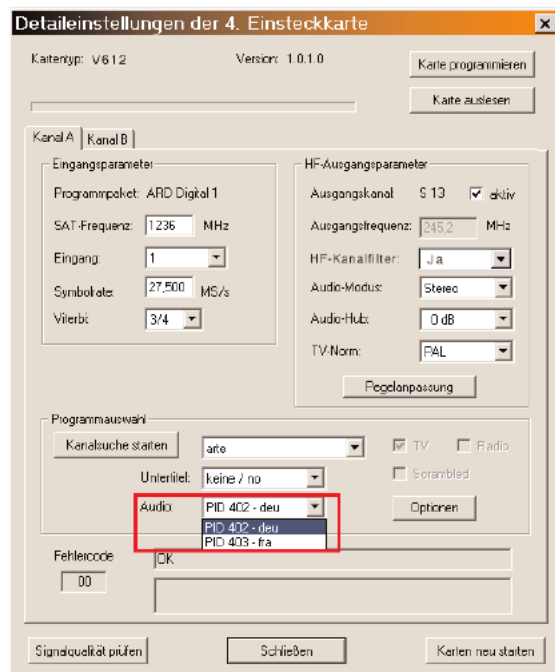 Detaileinstellungen der 4. Einsteckkarte
Kartentyp: V612 Version: 1.0.1.0
Karte programmieren
Karte auslesen
Kanal A Kanal B
Eingangsparameter
Programmpaket: ARD Digital 1
SAT-Frequenz: 1236 MHz
Eingang: 1
Symbolrate: 27,500 MS/s
Viterbi: 3/4
HF-Ausgangsparameter
Ausgangskanal: S 13 aktiv
Ausgangsfrequenz: 245,2 MHz
HF-Kanalfilter: Ja
Audio-Modus: Stereo
Audio-Hub: 0 dB
TV-Norm: PAL
Pegelanpassung
Programmauswahl
Kanalsuche starten arte TV Radio
Untertitel: keine / no Scrambled
Audio: PID 402 - deu Optionen
PID 402 - deu
PID 403 - fra
Fehlercode OK
00
Signalqualität prüfen Schließen Karten neu starten